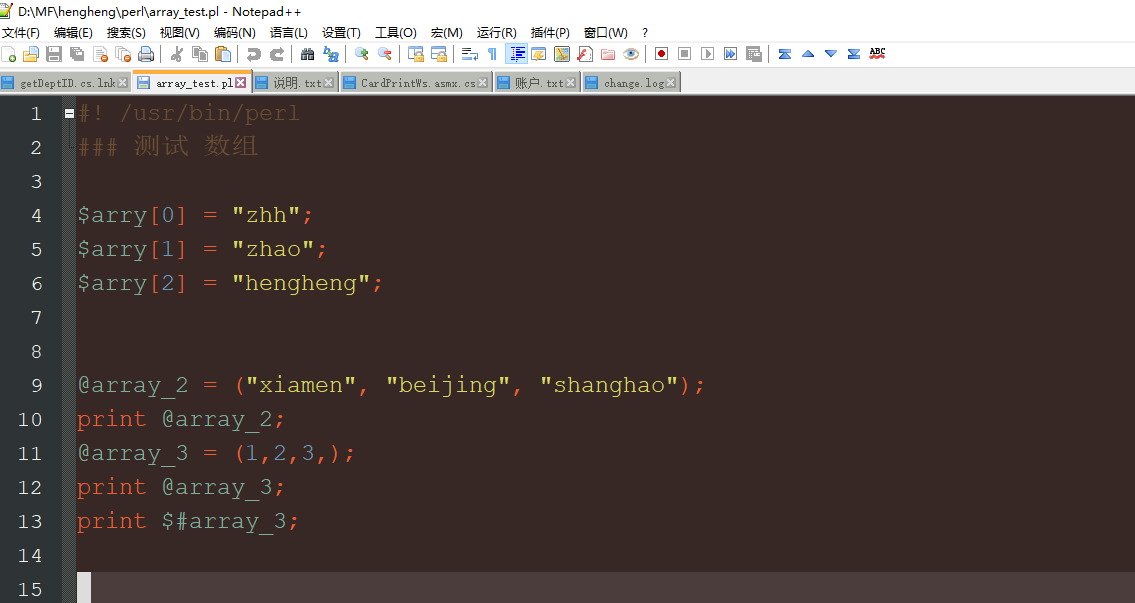 D:\MF\hengheng\perl\array_test.pl - Notepad++
文件(F) 编辑(E) 搜索(S) 视图(V) 编码(N) 语言(L) 设置(T) 工具(O) 宏(M) 运行(R) 插件(P) 窗口(W) ?
ABC
getDeptID.cs.lnk array_test.pl 说明.txt CardPrintWs.asmx.cs 账户.txt change.log
1 #! /usr/bin/perl
2 ### 测试 数组
3
4 $arry[0] = "zhh";
5 $arry[1] = "zhao";
6 $arry[2] = "hengheng";
7
8
9 @array_2 = ("xiamen", "beijing", "shanghao");
10 print @array_2;
11 @array_3 = (1,2,3,);
12 print @array_3;
13 print $#array_3;
14
15